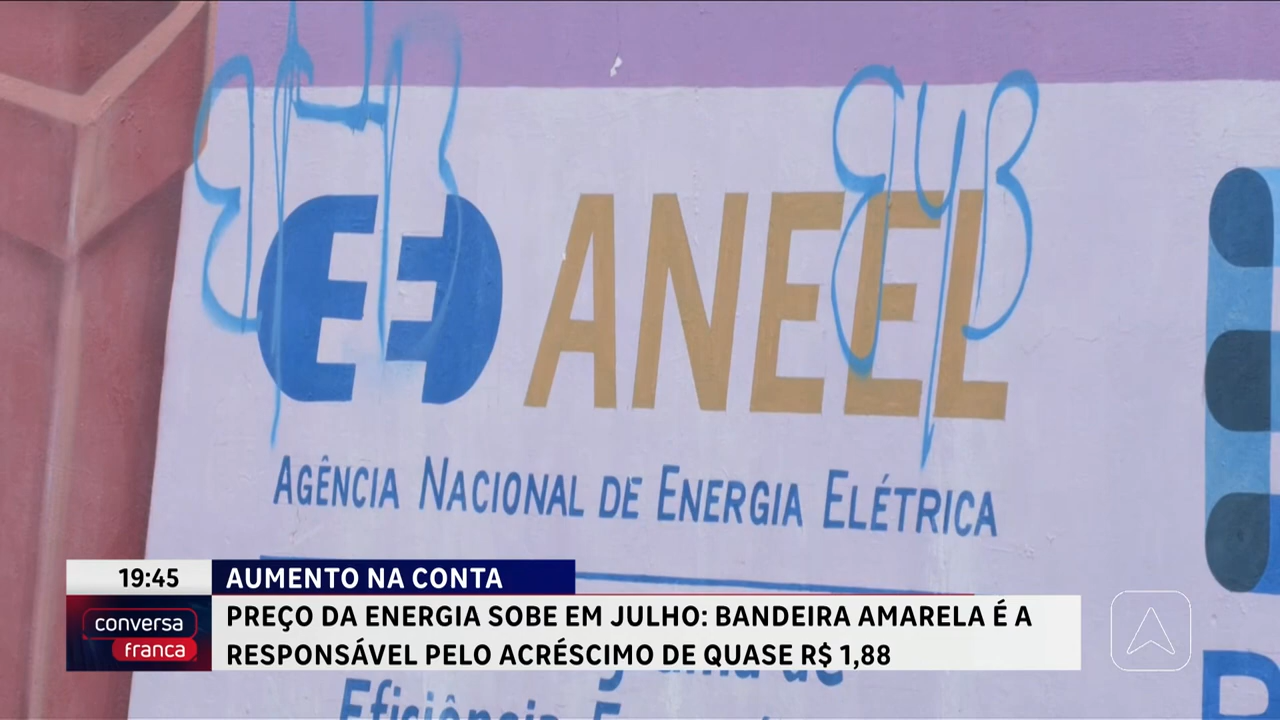 ANEEL
AGÊNCIA NACIONAL DE ENERGIA ELÉTRICA
19:45
AUMENTO NA CONTA
conversa
franca
PREÇO DA ENERGIA SOBE EM JULHO: BANDEIRA AMARELA É A
RESPONSÁVEL PELO ACRÉSCIMO DE QUASE R$ 1,88